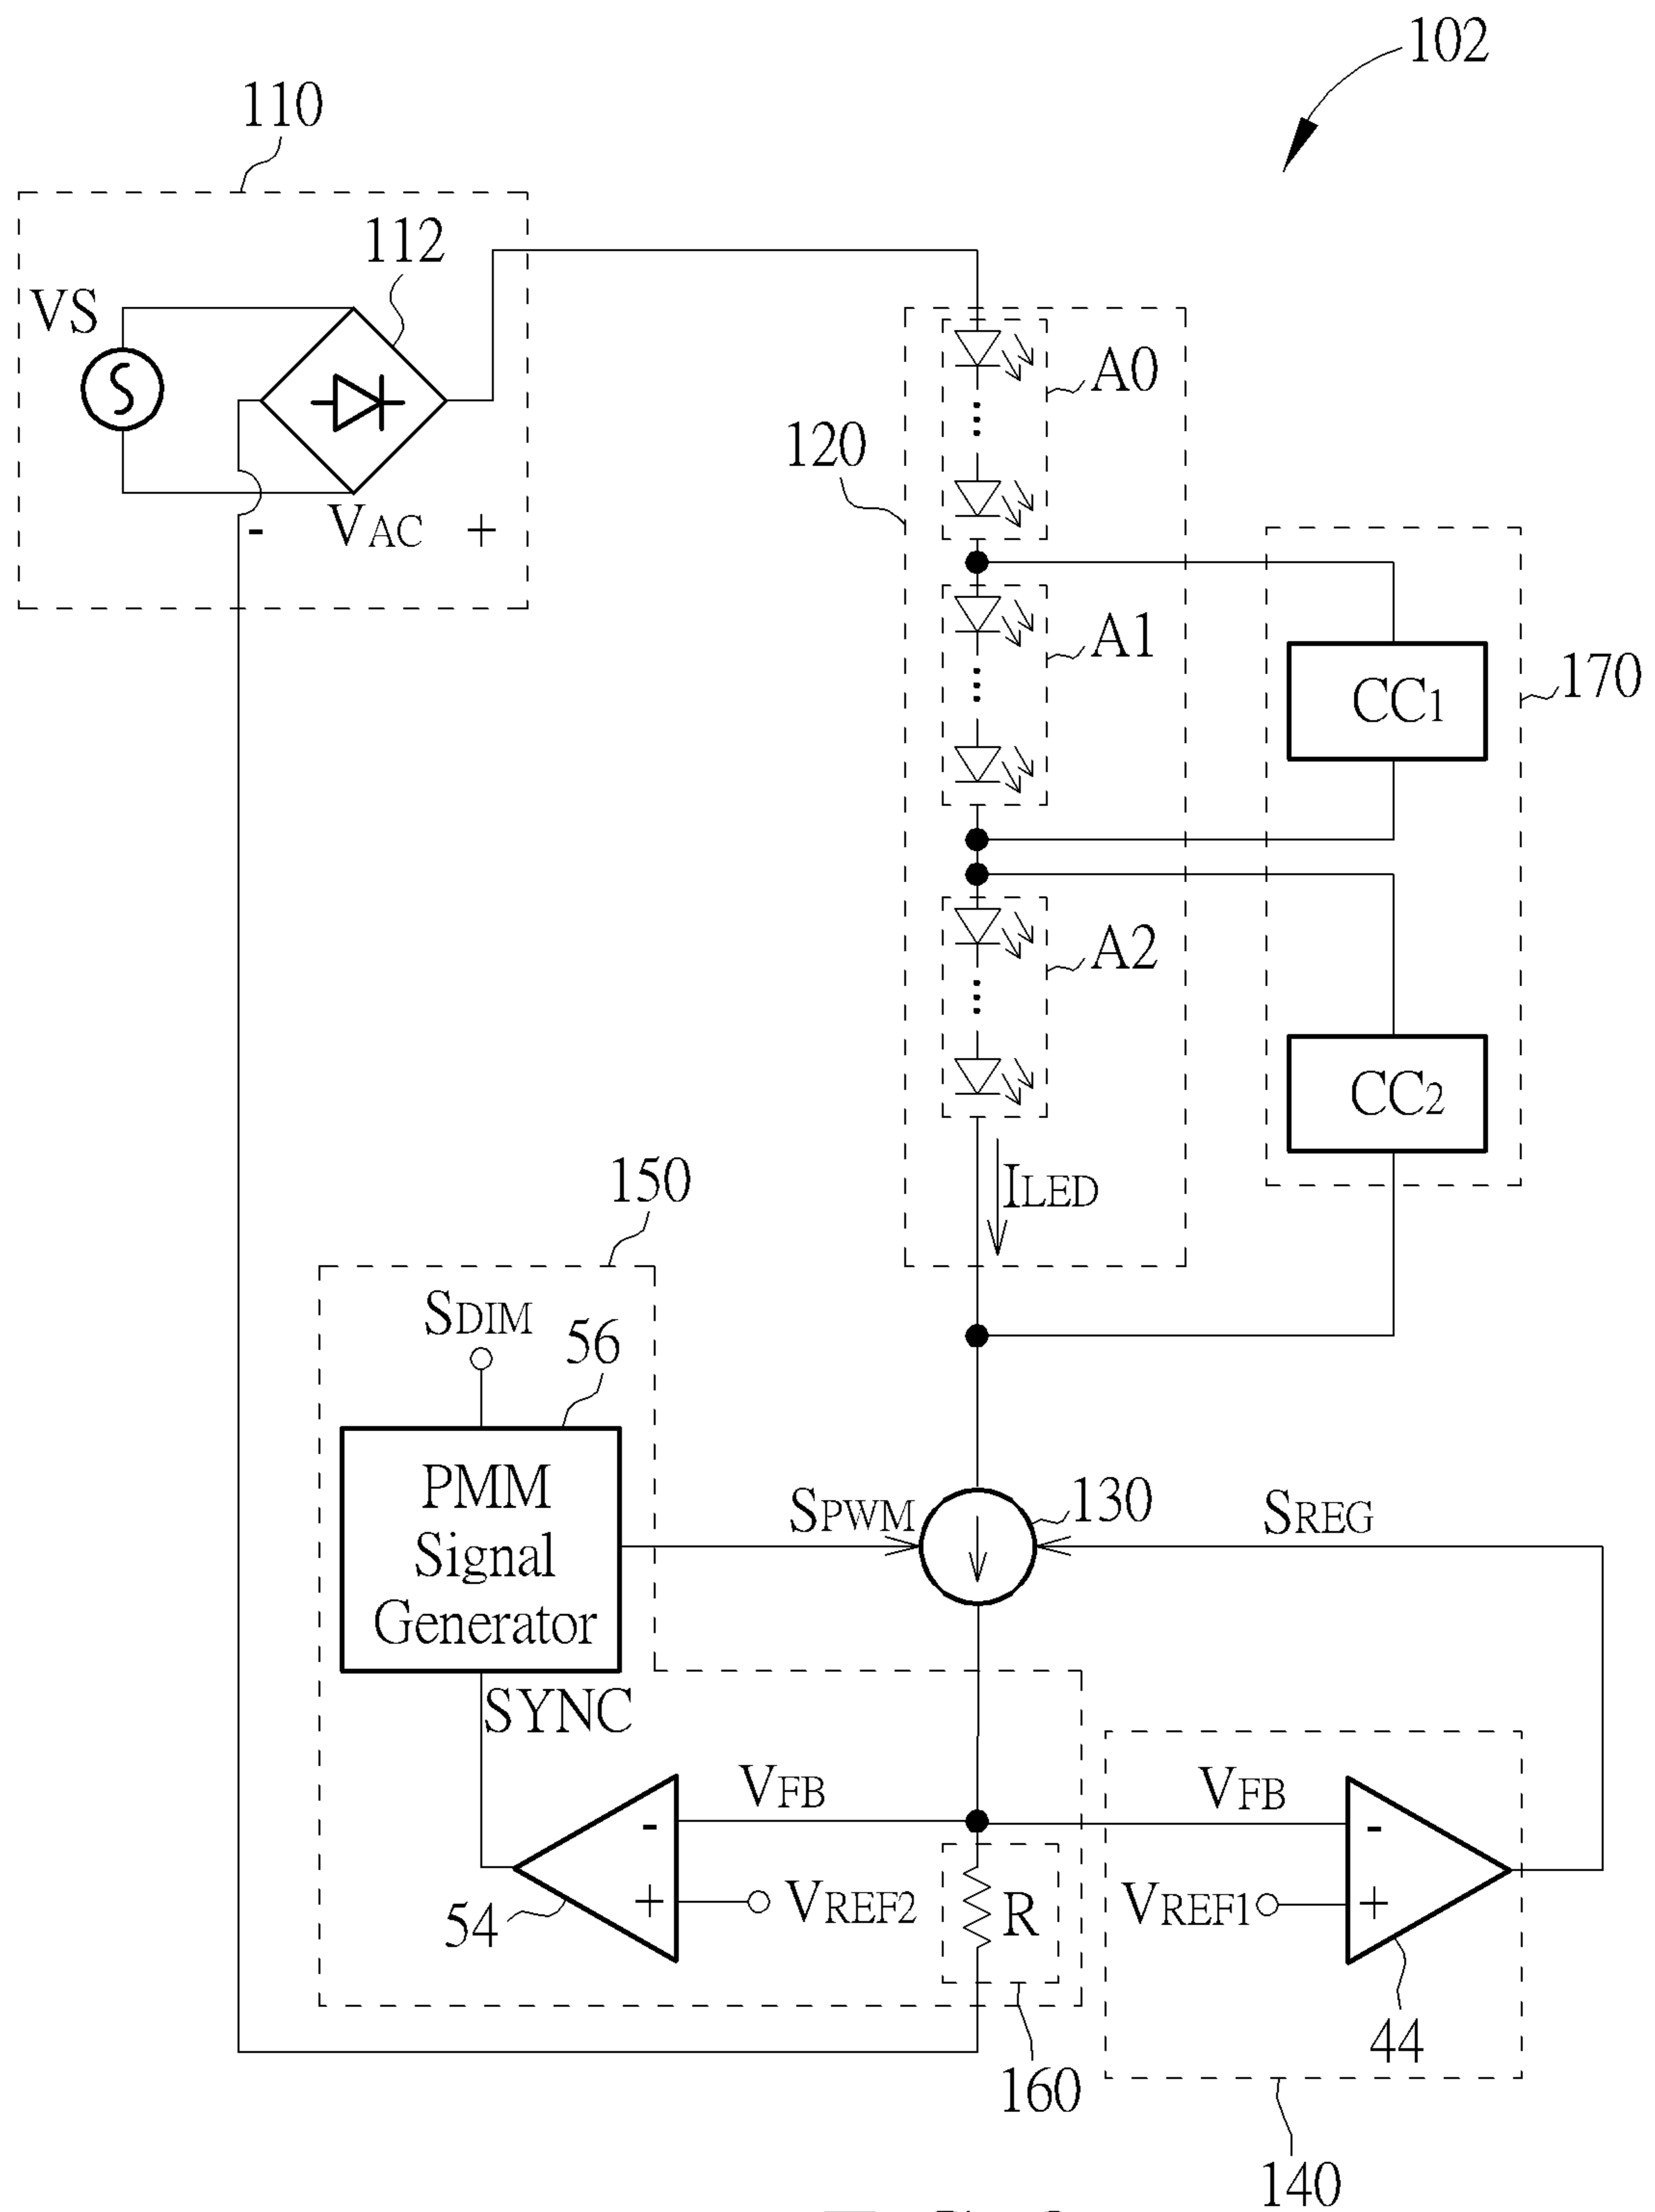 102
110
112
VS
VAC
-
+
A0
120
A1
CC1
170
A2
CC2
ILED
150
SDIM
56
PMM
Signal
Generator
SPWM
130
SREG
SYNC
VFB
VFB
-
-
+
VREF2
R
VREF1
+
54
44
160
140